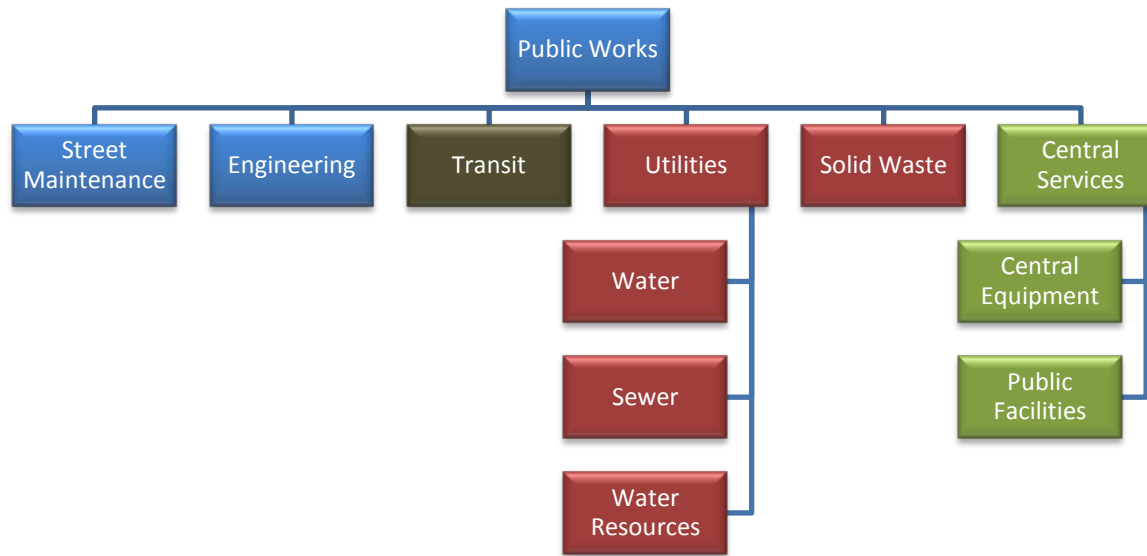 Public Works
Street
Maintenance
Engineering
Transit
Utilities
Solid Waste
Central
Services
Water
Central
Equipment
Sewer
Public
Facilities
Water
Resources